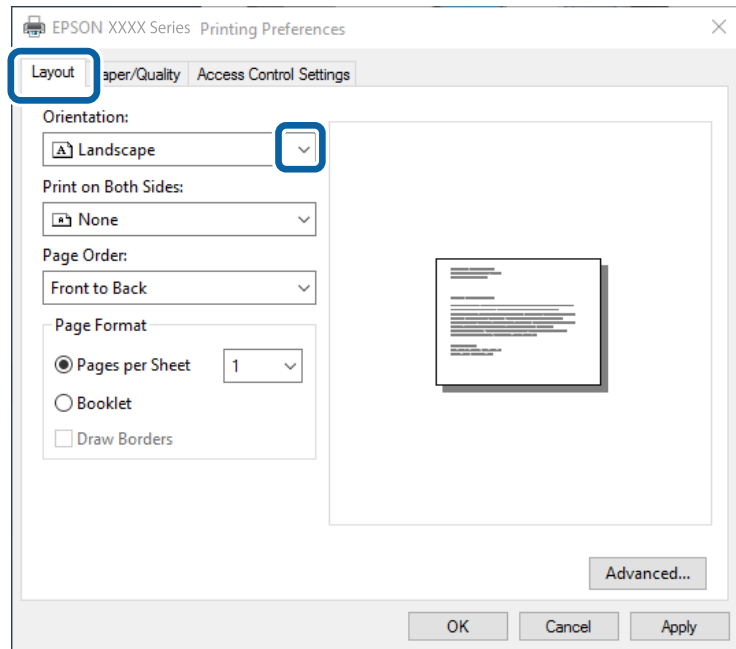 EPSON XXXX Series Printing Preferences
Layout aper/Quality Access Control Settings
Orientation:
Landscape
Print on Both Sides:
None
Page Order:
Front to Back
Page Format
Pages per Sheet 1
Booklet
Draw Borders
Advanced...
OK Cancel Apply